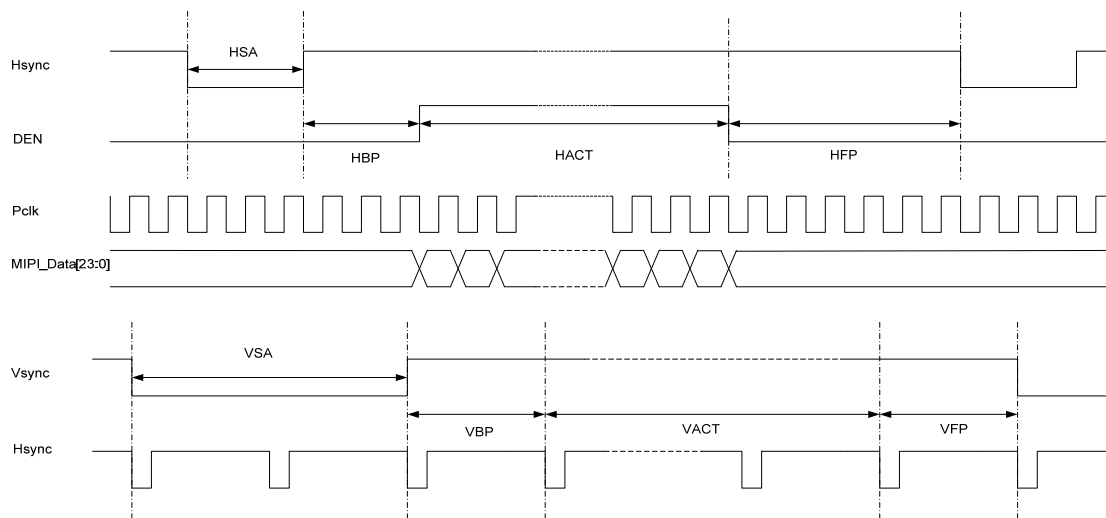 HSA
Hsync
DEN
HBP
HACT
HFP
Pclk
MIPI_Data[23:0]
VSA
Vsync
VBP
VACT
VFP
Hsync